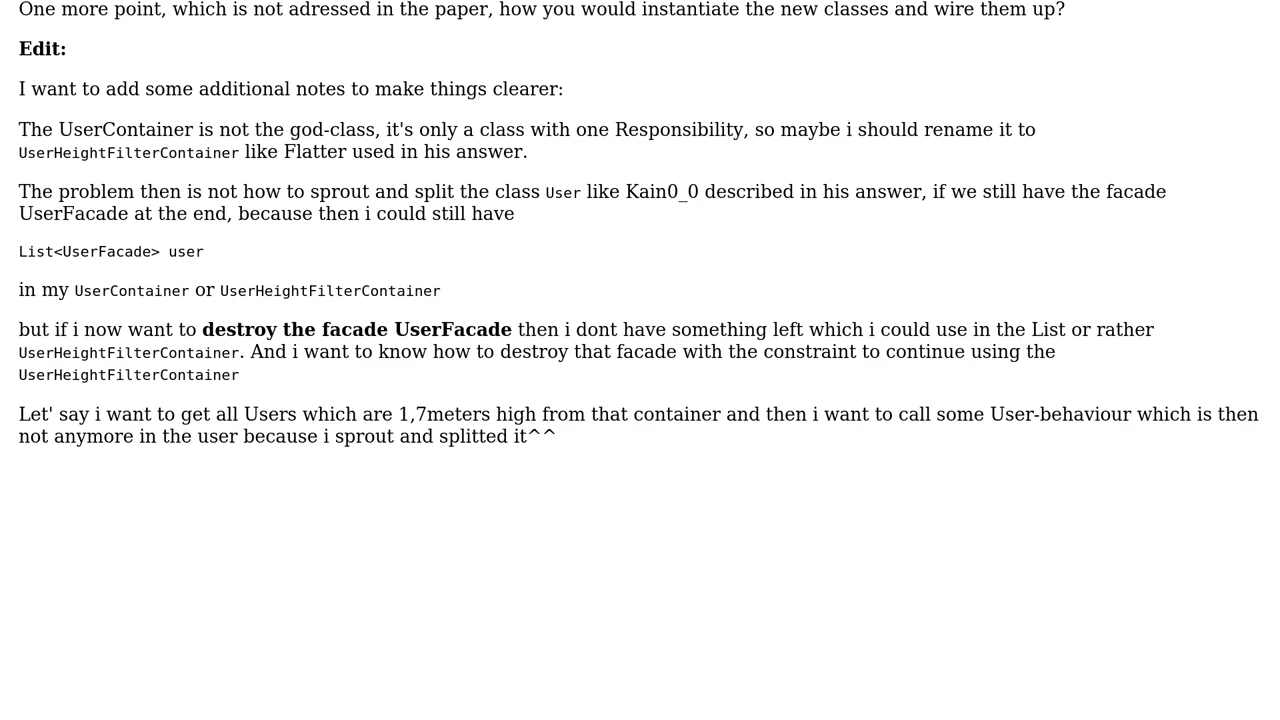 One more point, which is not adressed in the paper, how you would instantiate the new classes and wire them up?
Edit:
I want to add some additional notes to make things clearer:
The UserContainer is not the god-class, it's only a class with one Responsibility, so maybe i should rename it to
UserHeightFilterContainer like Flatter used in his answer.
The problem then is not how to sprout and split the class User like Kain0_0 described in his answer, if we still have the facade
UserFacade at the end, because then i could still have
List<UserFacade> user
in my UserContainer or UserHeightFilterContainer
but if i now want to destroy the facade UserFacade then i dont have something left which i could use in the List or rather
UserHeightFilterContainer. And i want to know how to destroy that facade with the constraint to continue using the
UserHeightFilterContainer
Let' say i want to get all Users which are 1,7meters high from that container and then i want to call some User-behaviour which is then
not anymore in the user because i sprout and splitted it^^